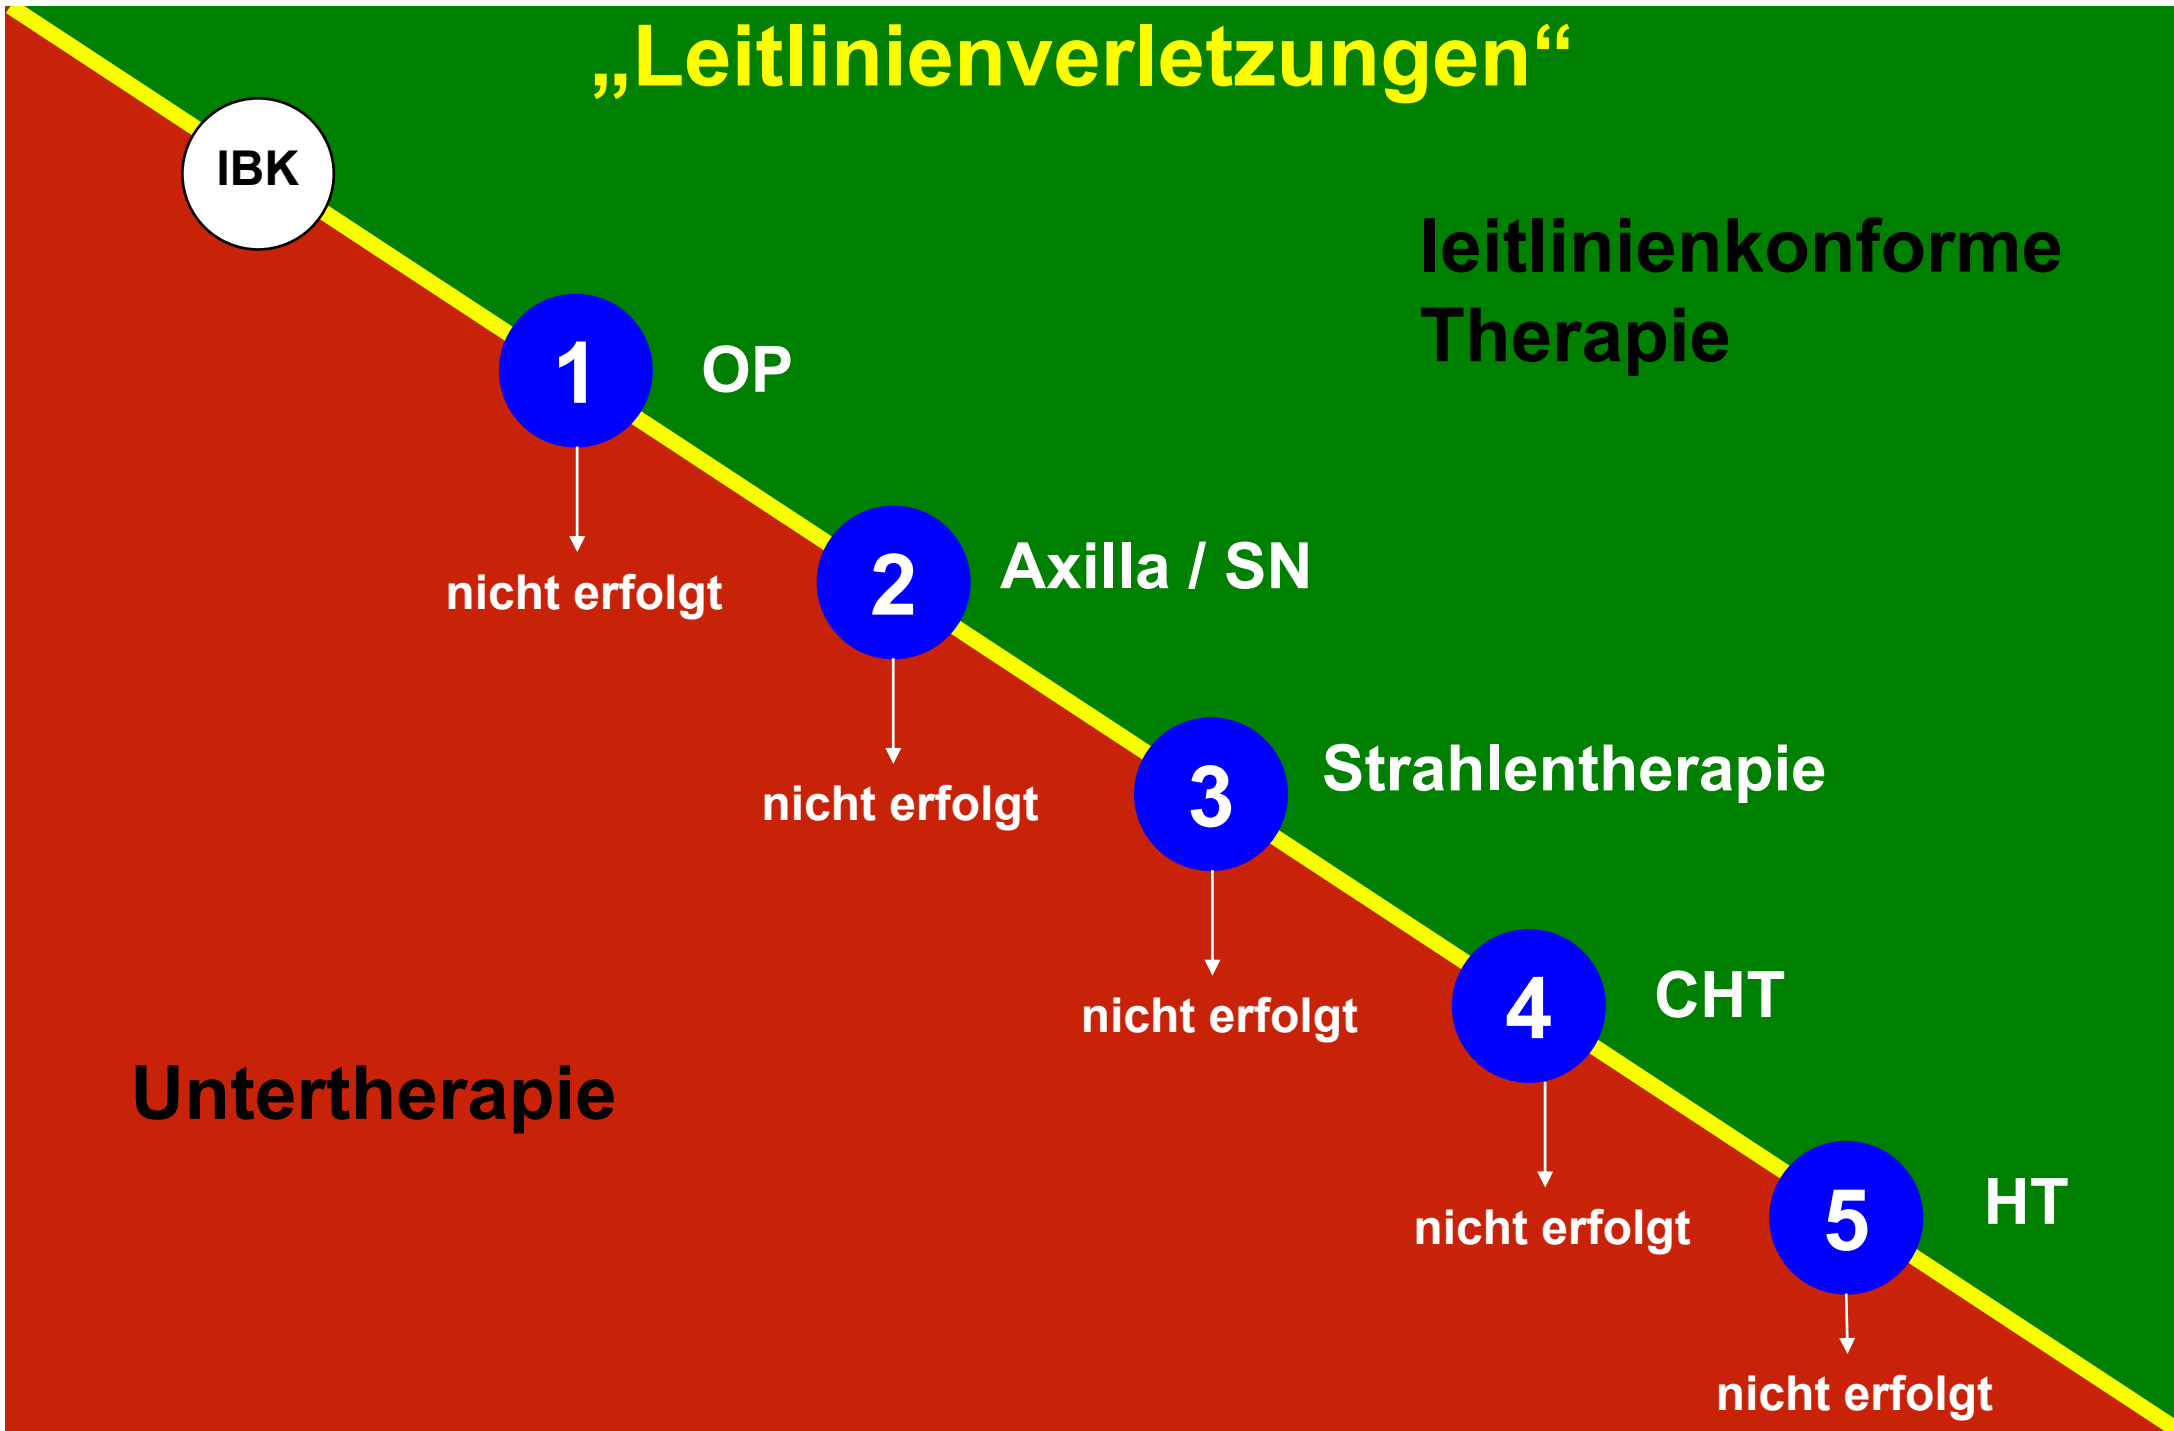 „Leitlinienverletzungen“
IBK
leitlinienkonforme
Therapie
1
OP
nicht erfolgt
2
Axilla / SN
nicht erfolgt
3
Strahlentherapie
nicht erfolgt
4
CHT
nicht erfolgt
Untertherapie
5
HT
nicht erfolgt